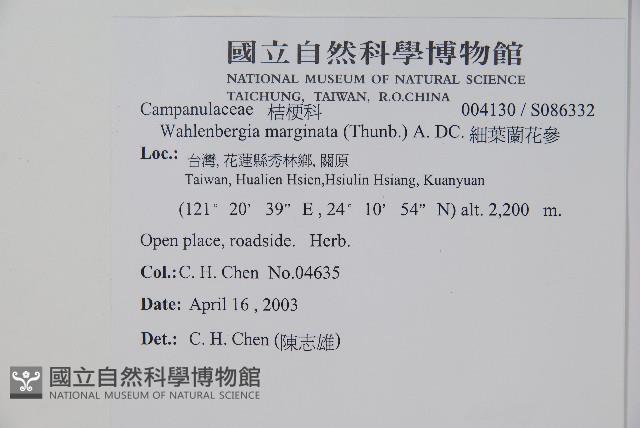 國立自然科學博物館
NATIONAL MUSEUM OF NATURAL SCIENCE
TAICHUNG, TAIWAN, R.O.CHINA
Campanulaceae 桔梗科 004130 / S086332
Wahlenbergia marginata (Thunb.) A. DC. 細葉蘭花參
Loc.: 台灣, 花蓮縣秀林鄉, 關原
Taiwan, Hualien Hsien,Hsiulin Hsiang, Kuanyuan
(121° 20' 39" E , 24° 10' 54" N) alt. 2,200 m.
Open place, roadside. Herb.
Col.: C. H. Chen No.04635
Date: April 16 , 2003
Det.: C. H. Chen (陳志雄)
國立自然科學博物館
NATIONAL MUSEUM OF NATURAL SCIENCE